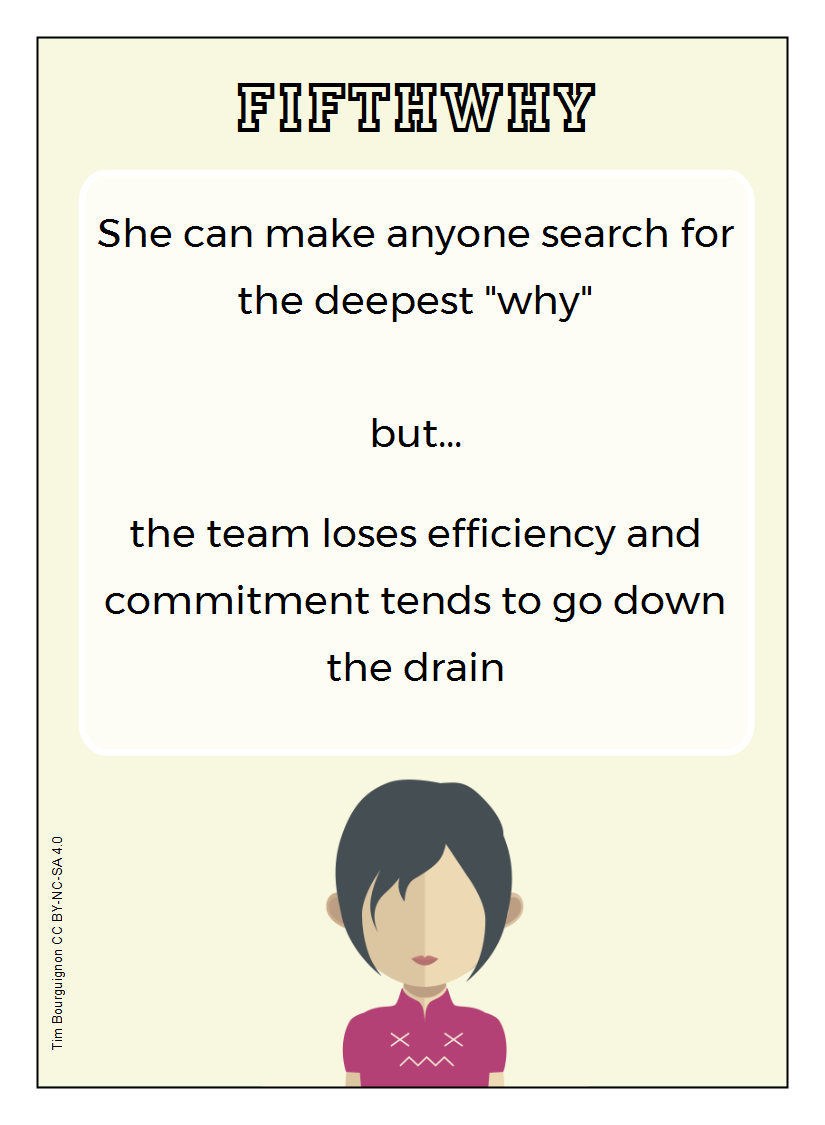 FIFTHWHY
She can make anyone search for
the deepest "why"
but...
the team loses efficiency and
commitment tends to go down
the drain
Tim Bourguignon CC BY-NC-SA 4.0